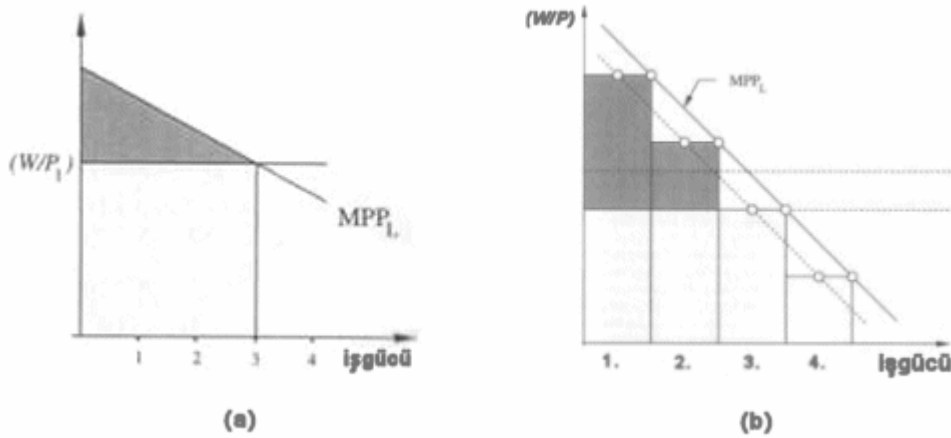 (W/P₁)
MPP_L
1 2 3 4 işgücü
(a)
(W/P)
MPP_L
1. 2. 3. 4. işgücü
(b)